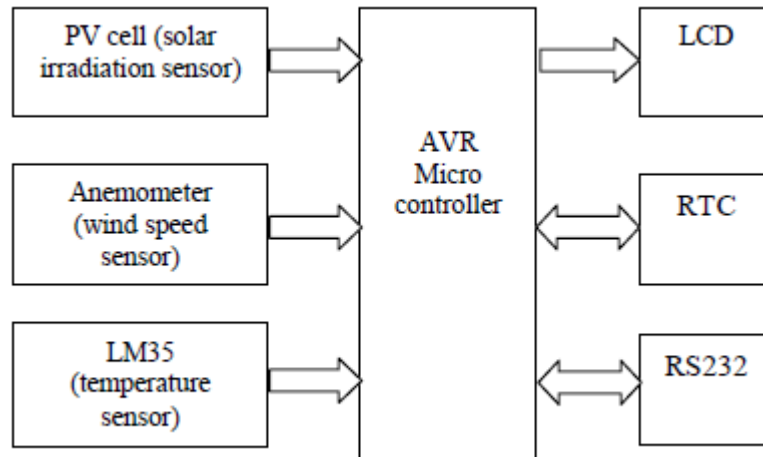 PV cell (solar
irradiation sensor)
Anemometer
(wind speed
sensor)
LM35
(temperature
sensor)
AVR
Micro
controller
LCD
RTC
RS232